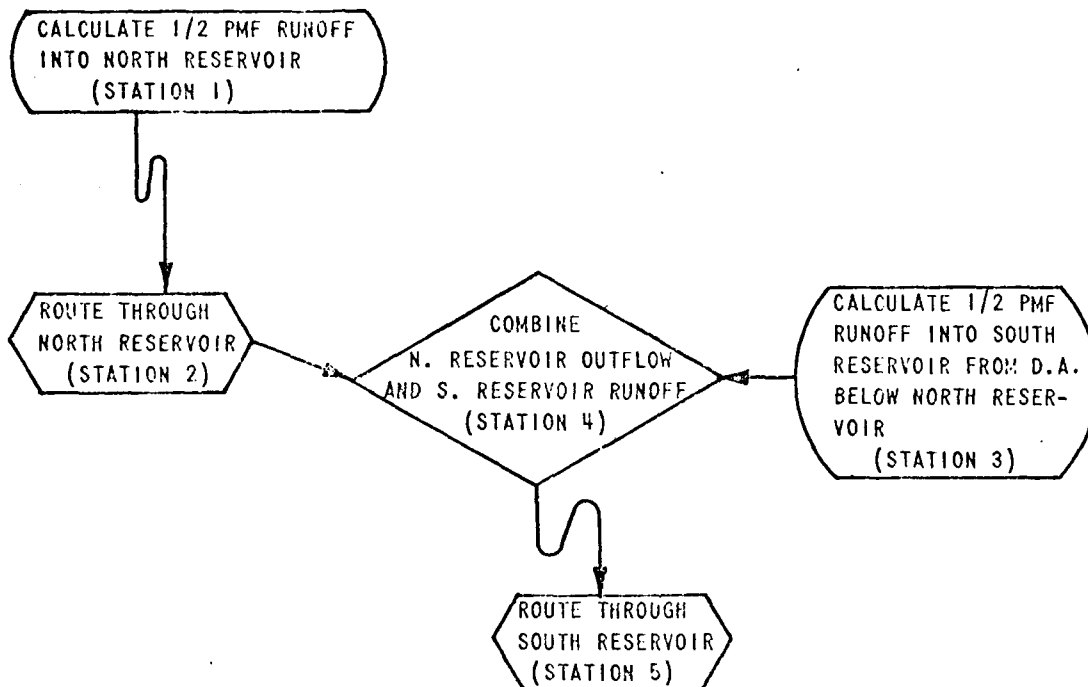 CALCULATE 1/2 PMF RUNOFF
INTO NORTH RESERVOIR
(STATION 1)
ROUTE THROUGH
NORTH RESERVOIR
(STATION 2)
COMBINE
N. RESERVOIR OUTFLOW
AND S. RESERVOIR RUNOFF
(STATION 4)
CALCULATE 1/2 PMF
RUNOFF INTO SOUTH
RESERVOIR FROM D.A.
BELOW NORTH RESER-
VOIR
(STATION 3)
ROUTE THROUGH
SOUTH RESERVOIR
(STATION 5)